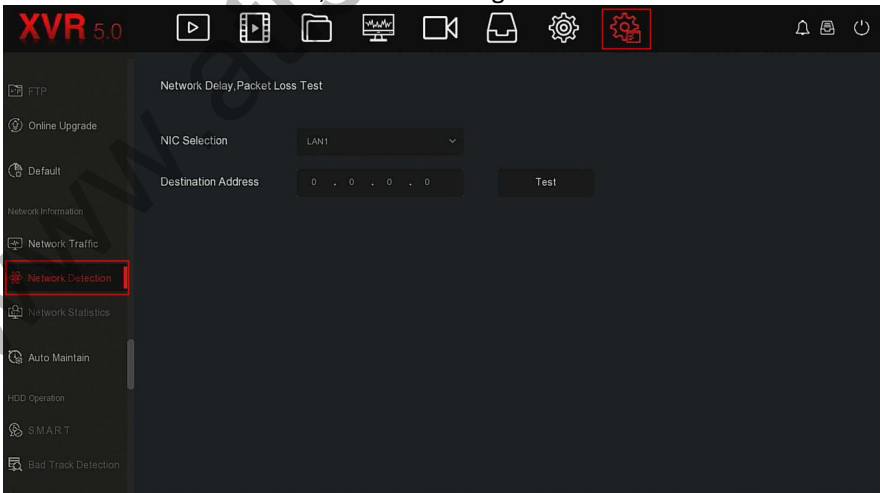 XVR 5.0
FTP
Online Upgrade
Default
Network Information
Network Traffic
Network Detection
Network Statistics
Auto Maintain
HDD Operation
S.M.A.R.T
Bad Track Detection
Network Delay,Packet Loss Test
NIC Selection LAN1
Destination Address 0 . 0 . 0 . 0 Test